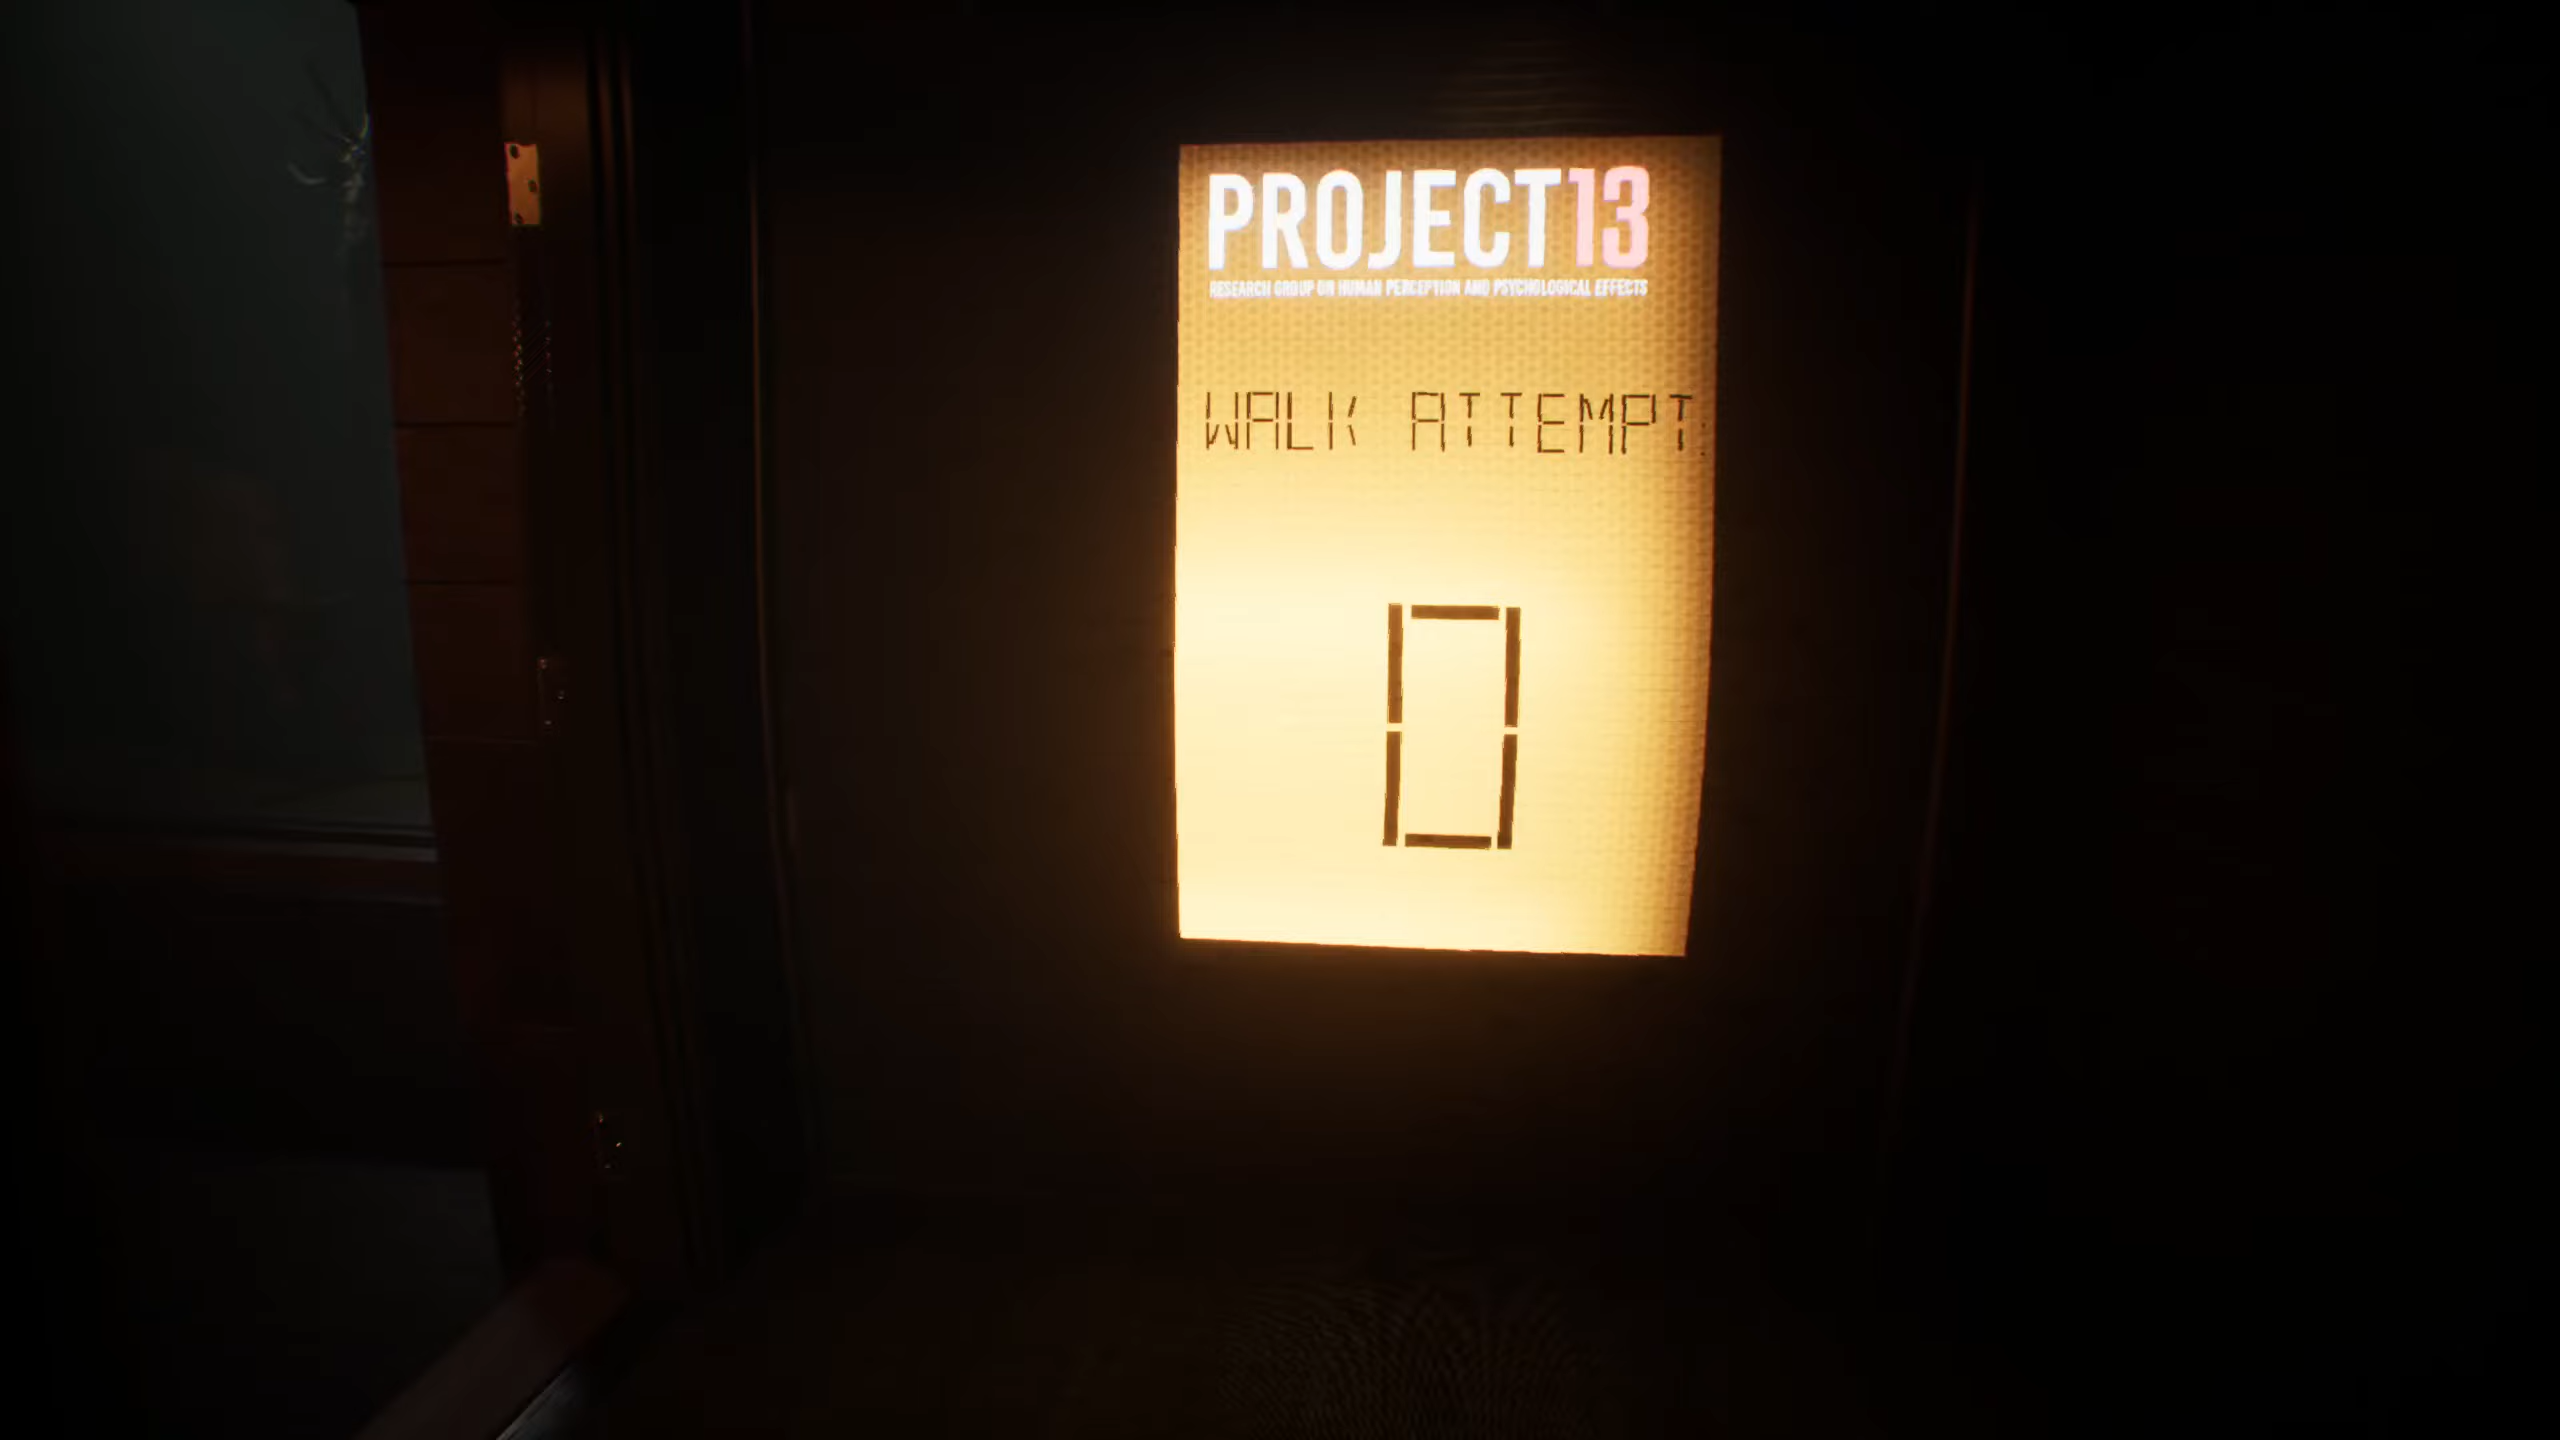 PROJECT13
RESEARCH GROUP ON HUMAN PERCEPTION AND PSYCHOLOGICAL EFFECTS
WALK ATTEMPT:
0